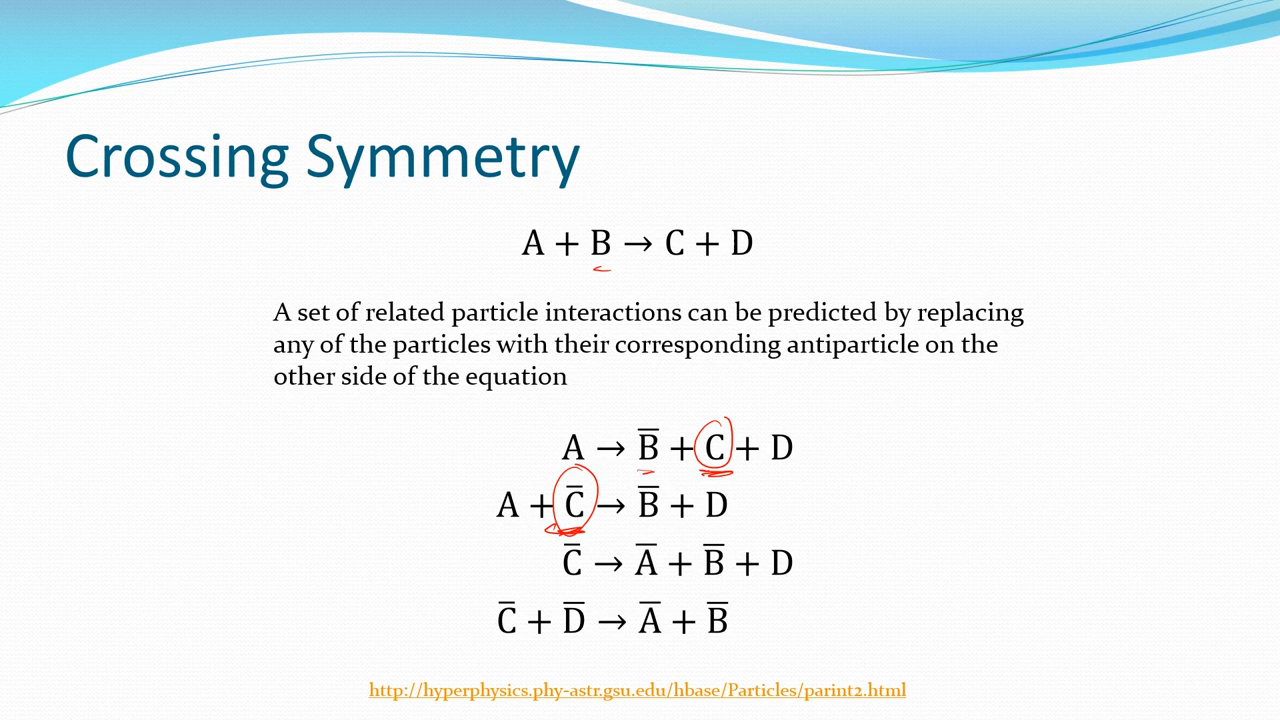 Crossing Symmetry
A + B → C + D
A set of related particle interactions can be predicted by replacing
any of the particles with their corresponding antiparticle on the
other side of the equation
A → B̅ + C + D
A + C̅ → B̅ + D
C̅ → A̅ + B̅ + D
C̅ + D̅ → A̅ + B̅
http://hyperphysics.phy-astr.gsu.edu/hbase/Particles/parint2.html